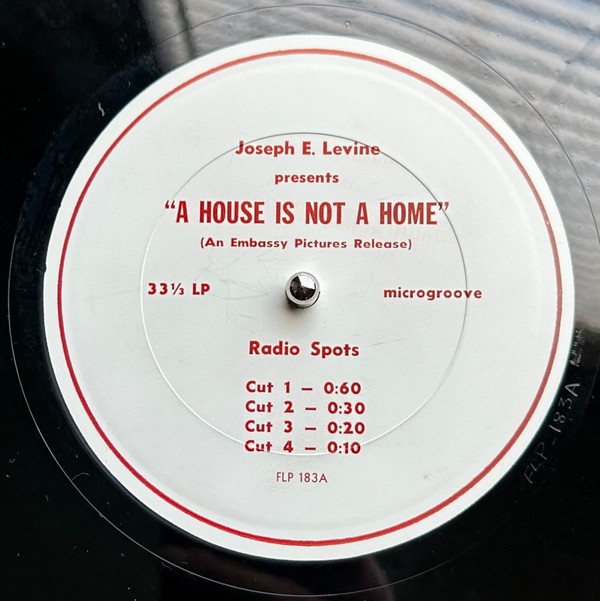 Joseph E. Levine
presents
“A HOUSE IS NOT A HOME”
(An Embassy Pictures Release)
33⅓ LP
microgroove
Radio Spots
Cut 1 — 0:60
Cut 2 — 0:30
Cut 3 — 0:20
Cut 4 — 0:10
FLP 183A
FLP-183A